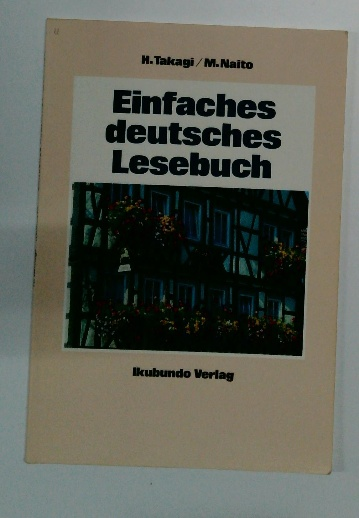 H.Takagi/M.Naito
Einfaches
deutsches
Lesebuch
Ikubundo Verlag